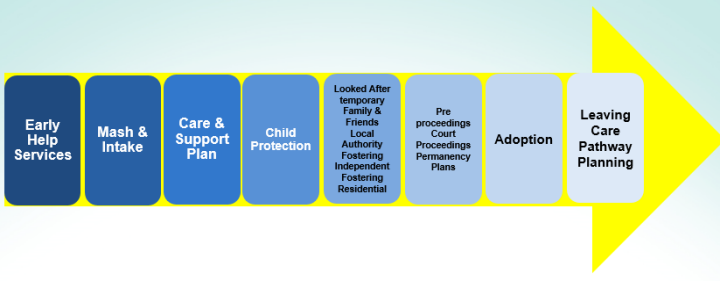 Early
Help
Services
Mash &
Intake
Care &
Support
Plan
Child
Protection
Looked After
temporary
Family &
Friends
Local
Authority
Fostering
Independent
Fostering
Residential
Pre
proceedings
Court
Proceedings
Permanency
Plans
Adoption
Leaving
Care
Pathway
Planning